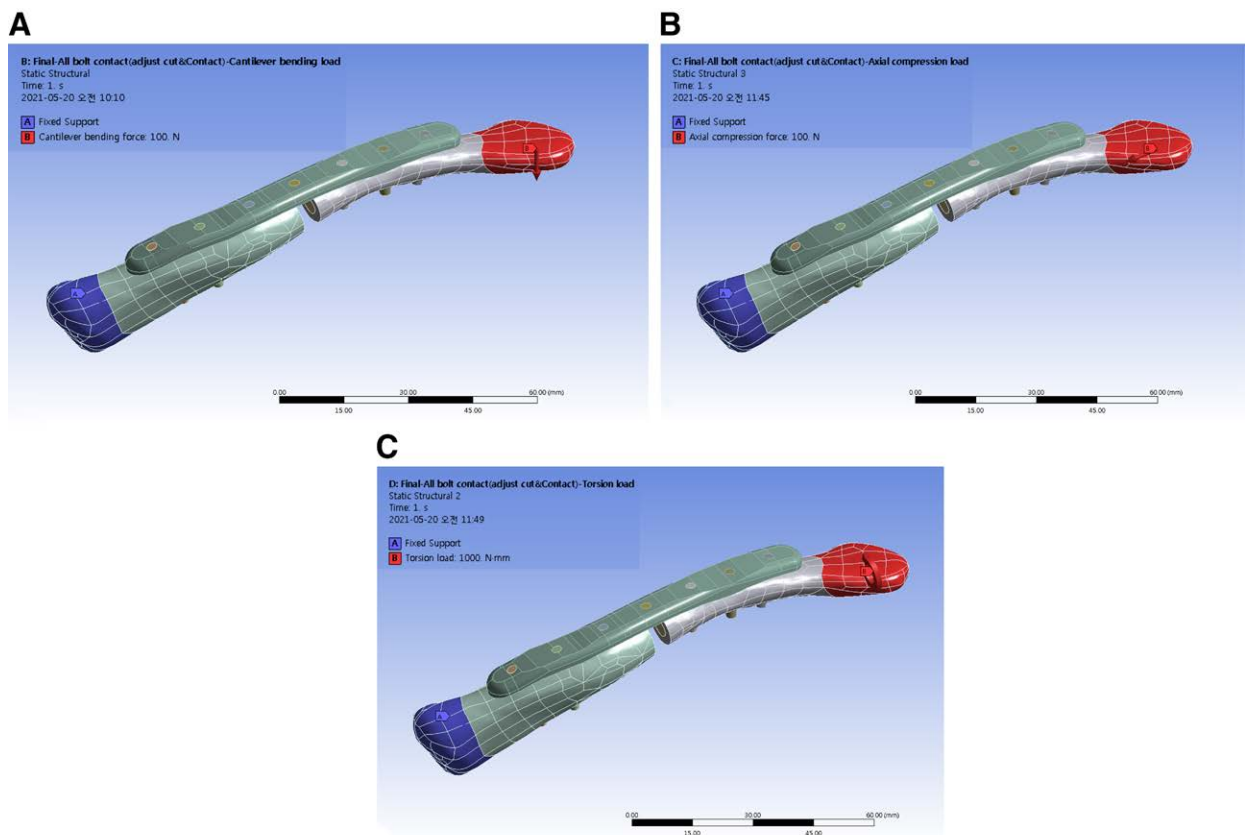 A
B: Final-All bolt contact(adjust cut&Contact)-Cantilever bending load
Static Structural
Time: 1. s
2021-05-20 오전 10:10
A Fixed Support
B Cantilever bending force: 100. N
B
A
0.00 30.00 60.00 (mm)
15.00 45.00
B
C: Final-All bolt contact(adjust cut&Contact)-Axial compression load
Static Structural 3
Time: 1. s
2021-05-20 오전 11:45
A Fixed Support
B Axial compression force: 100. N
B
A
0.00 30.00 60.00 (mm)
15.00 45.00
C
D: Final-All bolt contact(adjust cut&Contact)-Torsion load
Static Structural 2
Time: 1. s
2021-05-20 오전 11:49
A Fixed Support
B Torsion load: 1000. N·mm
B
A
0.00 30.00 60.00 (mm)
15.00 45.00